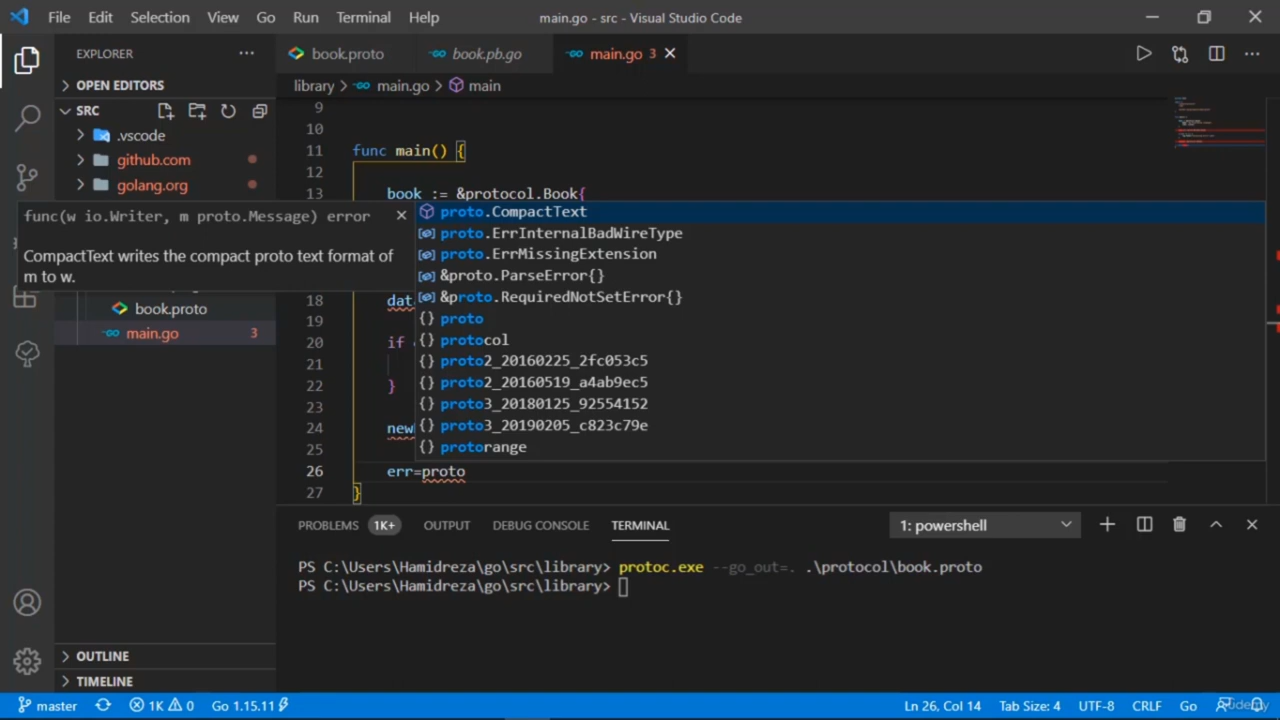 File Edit Selection View Go Run Terminal Help
main.go - src - Visual Studio Code
EXPLORER
book.proto
book.pb.go
main.go 3
OPEN EDITORS
SRC
.vscode
github.com
golang.org
book.proto
main.go 3
library > main.go > main
9
10
11 func main() {
12
13 book := &protocol.Book{
func(w io.Writer, m proto.Message) error
CompactText writes the compact proto text format of
m to w.
proto.CompactText
proto.ErrInternalBadWireType
proto.ErrMissingExtension
&proto.ParseError{}
&proto.RequiredNotSetError{}
{} proto
{} protocol
{} proto2_20160225_2fc053c5
{} proto2_20160519_a4ab9ec5
{} proto3_20180125_92554152
{} proto3_20190205_c823c79e
{} protorange
18 dat
19
20 if
21
22 }
23
24 new
25
26 err=proto
27 }
PROBLEMS 1K+ OUTPUT DEBUG CONSOLE TERMINAL
1: powershell
PS C:\Users\Hamidreza\go\src\library> protoc.exe --go_out=. .\protocol\book.proto
PS C:\Users\Hamidreza\go\src\library>
OUTLINE
TIMELINE
master 1K 0 Go 1.15.11
Ln 26, Col 14 Tab Size: 4 UTF-8 CRLF Go
Udemy